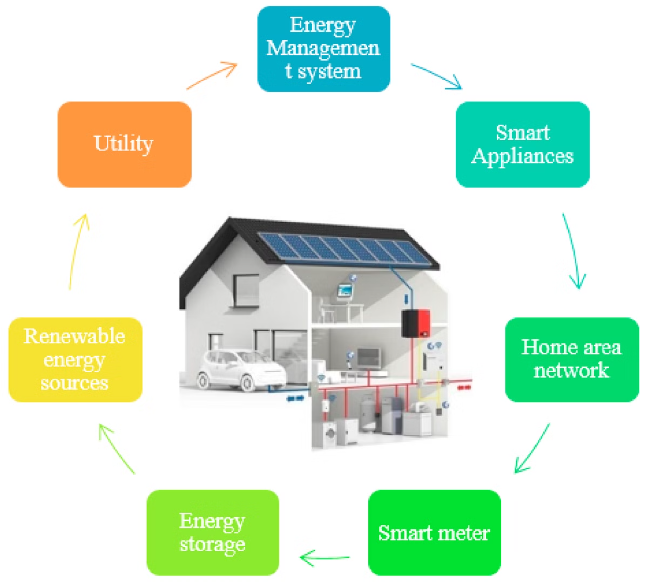 Energy
Managemen
t system
Smart
Appliances
Home area
network
Smart meter
Energy
storage
Renewable
energy
sources
Utility